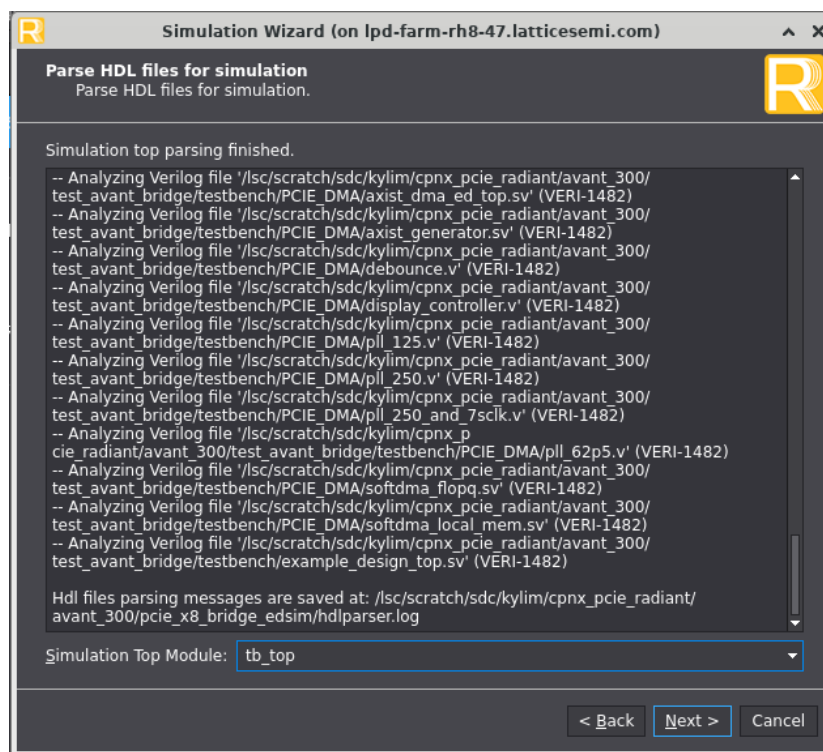 Simulation Wizard (on lpd-farm-rh8-47.latticesemi.com)
Parse HDL files for simulation
Parse HDL files for simulation.
Simulation top parsing finished.
-- Analyzing Verilog file '/lsc/scratch/sdc/kylim/cpnx_pcie_radiant/avant_300/
test_avant_bridge/testbench/PCIE_DMA/axist_dma_ed_top.sv' (VERI-1482)
-- Analyzing Verilog file '/lsc/scratch/sdc/kylim/cpnx_pcie_radiant/avant_300/
test_avant_bridge/testbench/PCIE_DMA/axist_generator.sv' (VERI-1482)
-- Analyzing Verilog file '/lsc/scratch/sdc/kylim/cpnx_pcie_radiant/avant_300/
test_avant_bridge/testbench/PCIE_DMA/debounce.v' (VERI-1482)
-- Analyzing Verilog file '/lsc/scratch/sdc/kylim/cpnx_pcie_radiant/avant_300/
test_avant_bridge/testbench/PCIE_DMA/display_controller.v' (VERI-1482)
-- Analyzing Verilog file '/lsc/scratch/sdc/kylim/cpnx_pcie_radiant/avant_300/
test_avant_bridge/testbench/PCIE_DMA/pll_125.v' (VERI-1482)
-- Analyzing Verilog file '/lsc/scratch/sdc/kylim/cpnx_pcie_radiant/avant_300/
test_avant_bridge/testbench/PCIE_DMA/pll_250.v' (VERI-1482)
-- Analyzing Verilog file '/lsc/scratch/sdc/kylim/cpnx_pcie_radiant/avant_300/
test_avant_bridge/testbench/PCIE_DMA/pll_250_and_7sclk.v' (VERI-1482)
-- Analyzing Verilog file '/lsc/scratch/sdc/kylim/cpnx_p
cie_radiant/avant_300/test_avant_bridge/testbench/PCIE_DMA/pll_62p5.v' (VERI-1482)
-- Analyzing Verilog file '/lsc/scratch/sdc/kylim/cpnx_pcie_radiant/avant_300/
test_avant_bridge/testbench/PCIE_DMA/softdma_flopq.sv' (VERI-1482)
-- Analyzing Verilog file '/lsc/scratch/sdc/kylim/cpnx_pcie_radiant/avant_300/
test_avant_bridge/testbench/PCIE_DMA/softdma_local_mem.sv' (VERI-1482)
-- Analyzing Verilog file '/lsc/scratch/sdc/kylim/cpnx_pcie_radiant/avant_300/
test_avant_bridge/testbench/example_design_top.sv' (VERI-1482)
Hdl files parsing messages are saved at: /lsc/scratch/sdc/kylim/cpnx_pcie_radiant/
avant_300/pcie_x8_bridge_edsim/hdlparser.log
Simulation Top Module: tb_top
< Back Next > Cancel